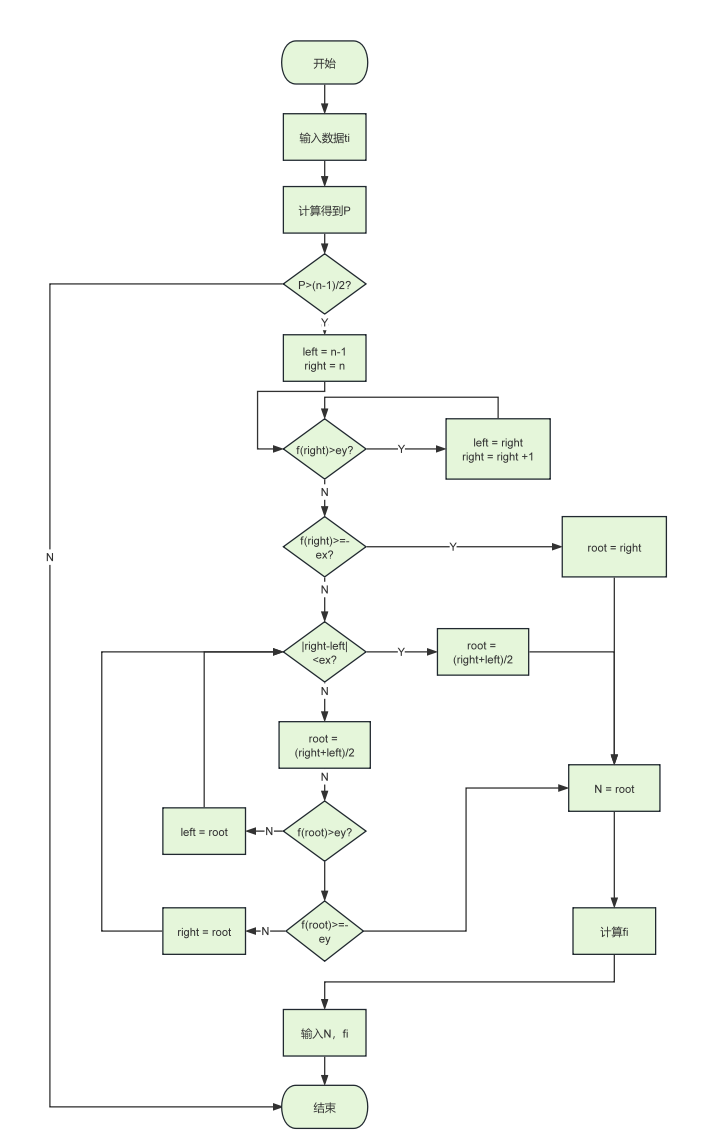 开始
输入数据ti
计算得到P
P>(n-1)/2?
Y
left = n-1
right = n
f(right)>ey?
Y
left = right
right = right +1
N
f(right)>=-
ex?
Y
root = right
N
N
|right-left|
<ex?
Y
root =
(right+left)/2
N
root =
(right+left)/2
N
N = root
left = root
N
f(root)>ey?
right = root
N
f(root)>=-
ey
计算fi
输入N，fi
结束